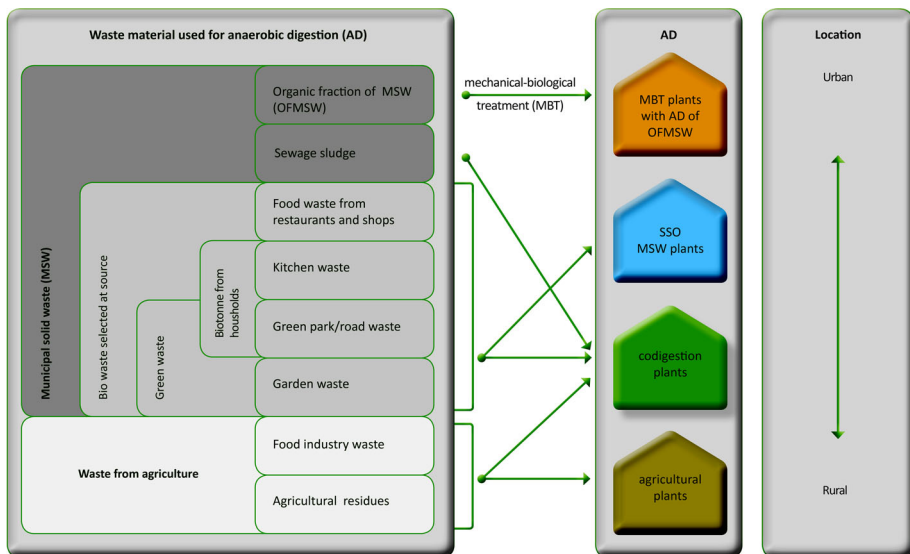 Waste material used for anaerobic digestion (AD)
Organic fraction of MSW
(OFMSW)
Sewage sludge
Food waste from
restaurants and shops
Kitchen waste
Green park/road waste
Garden waste
Food industry waste
Agricultural residues
Municipal solid waste (MSW)
Bio waste selected at source
Green waste
Biotonne from
housholds
Waste from agriculture
mechanical-biological
treatment (MBT)
AD
MBT plants
with AD of
OFMSW
SSO
MSW plants
codigestion
plants
agricultural
plants
Location
Urban
Rural